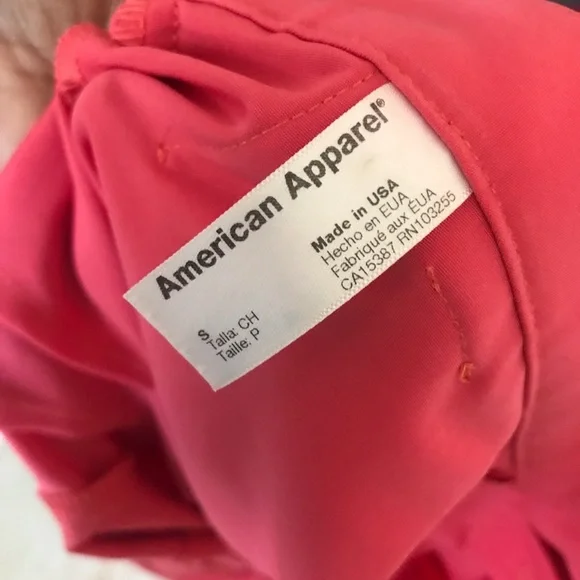 American Apparel®
Made in USA
Hecho en EUA
Fabriqué aux ÉUA
CA15387 RN103255
S
Talla: CH
Taille: P